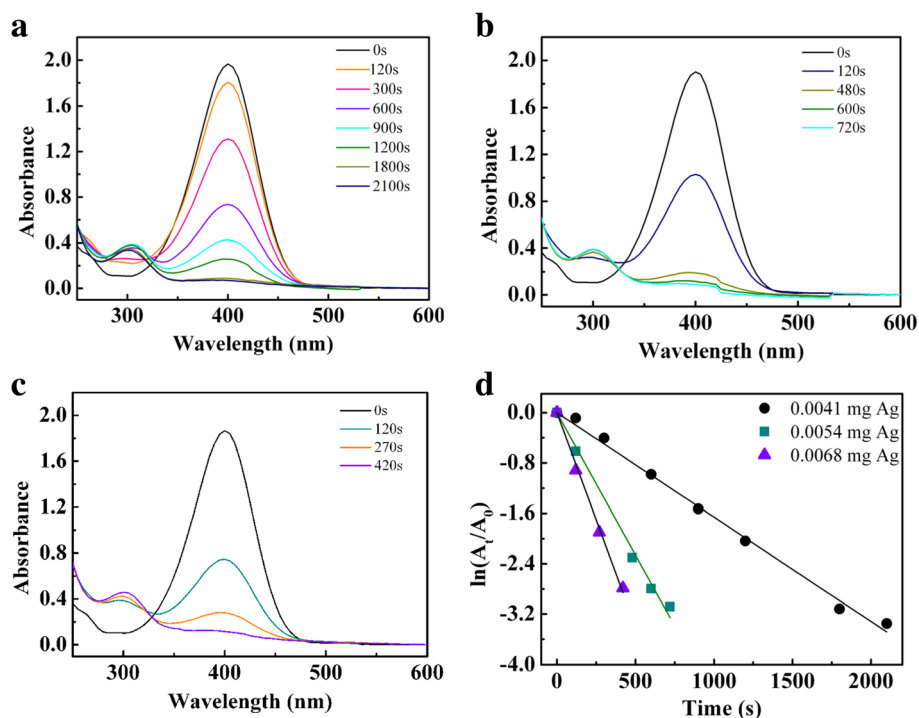 a
0s
120s
300s
600s
900s
1200s
1800s
2100s
2.0
1.6
1.2
0.8
0.4
0.0
Absorbance
300
400
500
600
Wavelength (nm)
b
0s
120s
480s
600s
720s
2.0
1.6
1.2
0.8
0.4
0.0
Absorbance
300
400
500
600
Wavelength (nm)
c
0s
120s
270s
420s
2.0
1.6
1.2
0.8
0.4
0.0
Absorbance
300
400
500
600
Wavelength (nm)
d
0.0041 mg Ag
0.0054 mg Ag
0.0068 mg Ag
0.0
-0.8
-1.6
-2.4
-3.2
-4.0
ln(At/A0)
0
500
1000
1500
2000
Time (s)